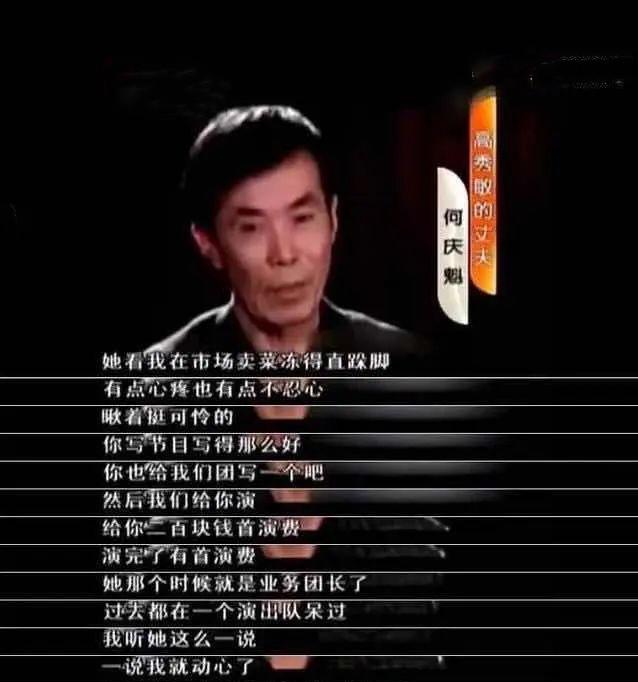 高秀敏的丈夫
何庆魁
她看我在市场卖菜冻得直跺脚
有点心疼也有点不忍心
瞅着挺可怜的
你写节目写得那么好
你也给我们团写一个吧
然后我们给你演
给你二百块钱首演费
演完了有首演费
她那个时候就是业务团长了
过去都在一个演出队呆过
我听她这么一说
一说我就动心了